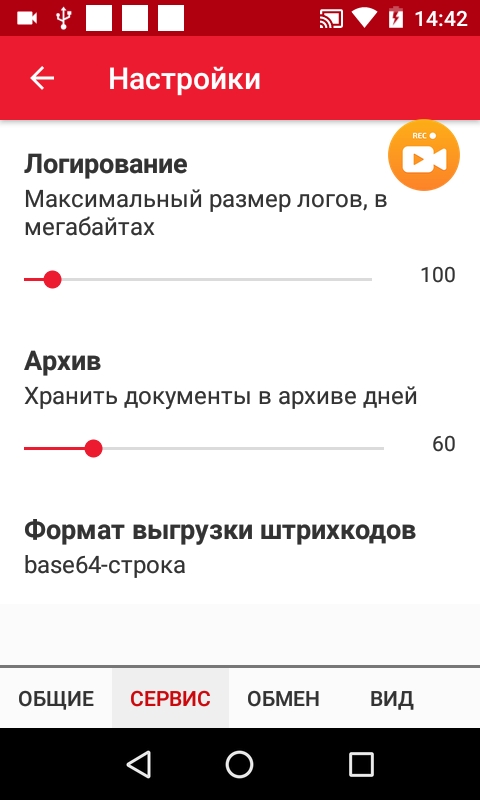 14:42
Настройки
REC
Логирование
Максимальный размер логов, в
мегабайтах
100
Архив
Хранить документы в архиве дней
60
Формат выгрузки штрихкодов
base64-строка
ОБЩИЕ СЕРВИС ОБМЕН ВИД